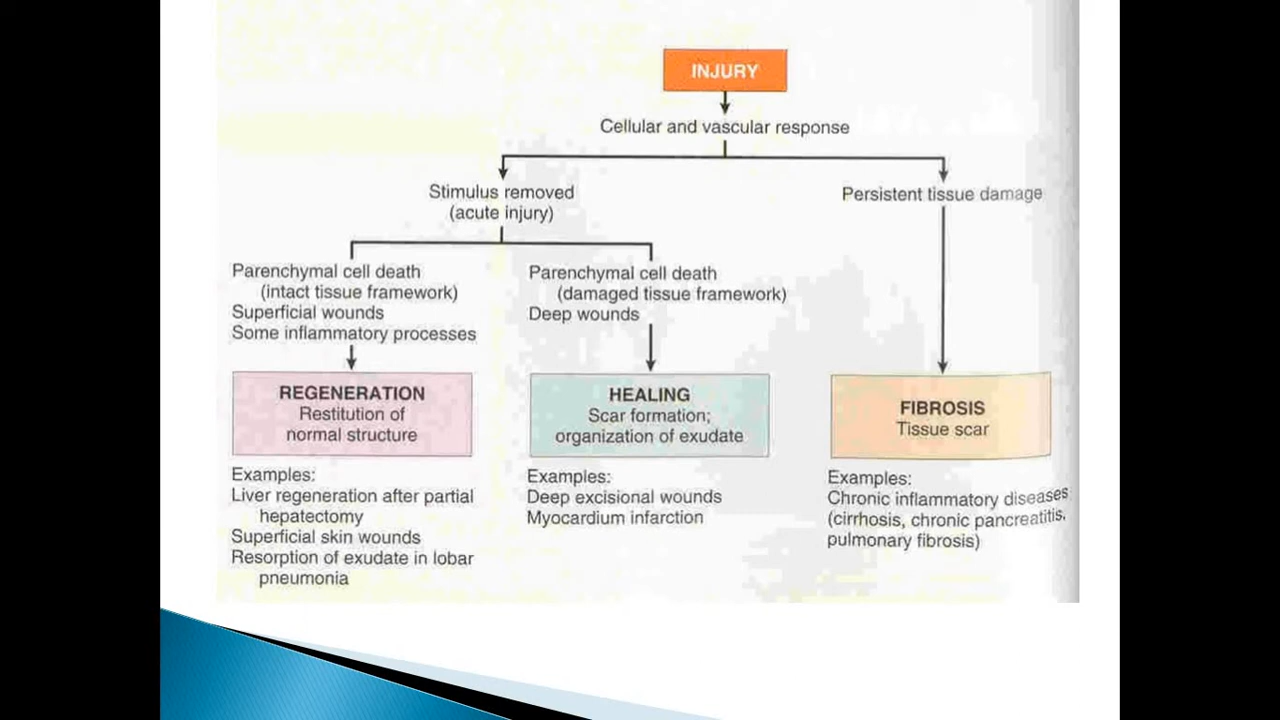 INJURY
Cellular and vascular response
Stimulus removed
(acute injury)
Persistent tissue damage
Parenchymal cell death
(intact tissue framework)
Superficial wounds
Some inflammatory processes
Parenchymal cell death
(damaged tissue framework)
Deep wounds
REGENERATION
Restitution of
normal structure
HEALING
Scar formation;
organization of exudate
FIBROSIS
Tissue scar
Examples:
Liver regeneration after partial
hepatectomy
Superficial skin wounds
Resorption of exudate in lobar
pneumonia
Examples:
Deep excisional wounds
Myocardium infarction
Examples:
Chronic inflammatory diseases
(cirrhosis, chronic pancreatitis,
pulmonary fibrosis)